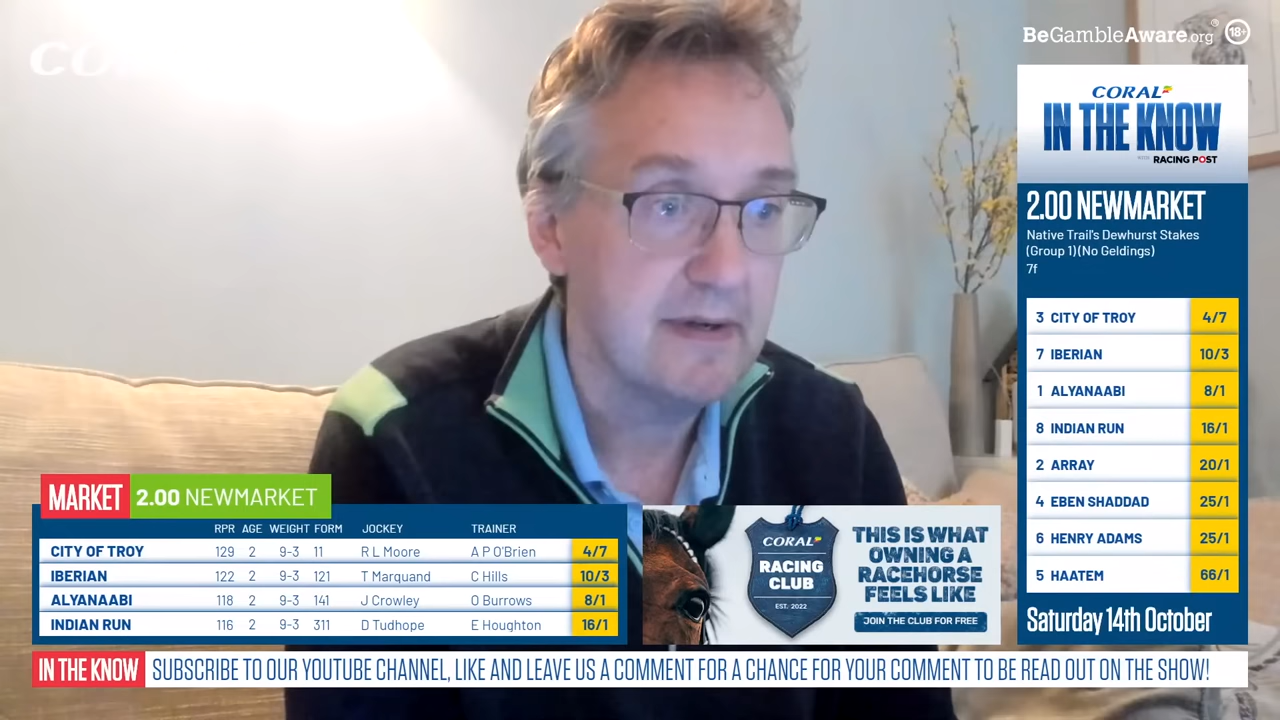 CO
BeGambleAware.org®
18+
CORAL
IN THE KNOW
WITH RACING POST
2.00 NEWMARKET
Native Trail's Dewhurst Stakes
(Group 1)(No Geldings)
7f
3 CITY OF TROY 4/7
7 IBERIAN 10/3
1 ALYANAABI 8/1
8 INDIAN RUN 16/1
2 ARRAY 20/1
4 EBEN SHADDAD 25/1
6 HENRY ADAMS 25/1
5 HAATEM 66/1
Saturday 14th October
MARKET 2.00 NEWMARKET
RPR AGE WEIGHT FORM JOCKEY TRAINER
CITY OF TROY 129 2 9-3 11 R L Moore A P O'Brien 4/7
IBERIAN 122 2 9-3 121 T Marquand C Hills 10/3
ALYANAABI 118 2 9-3 141 J Crowley O Burrows 8/1
INDIAN RUN 116 2 9-3 311 D Tudhope E Houghton 16/1
CORAL
RACING
CLUB
EST. 2022
THIS IS WHAT
OWNING A
RACEHORSE
FEELS LIKE
JOIN THE CLUB FOR FREE
IN THE KNOW SUBSCRIBE TO OUR YOUTUBE CHANNEL, LIKE AND LEAVE US A COMMENT FOR A CHANCE FOR YOUR COMMENT TO BE READ OUT ON THE SHOW!